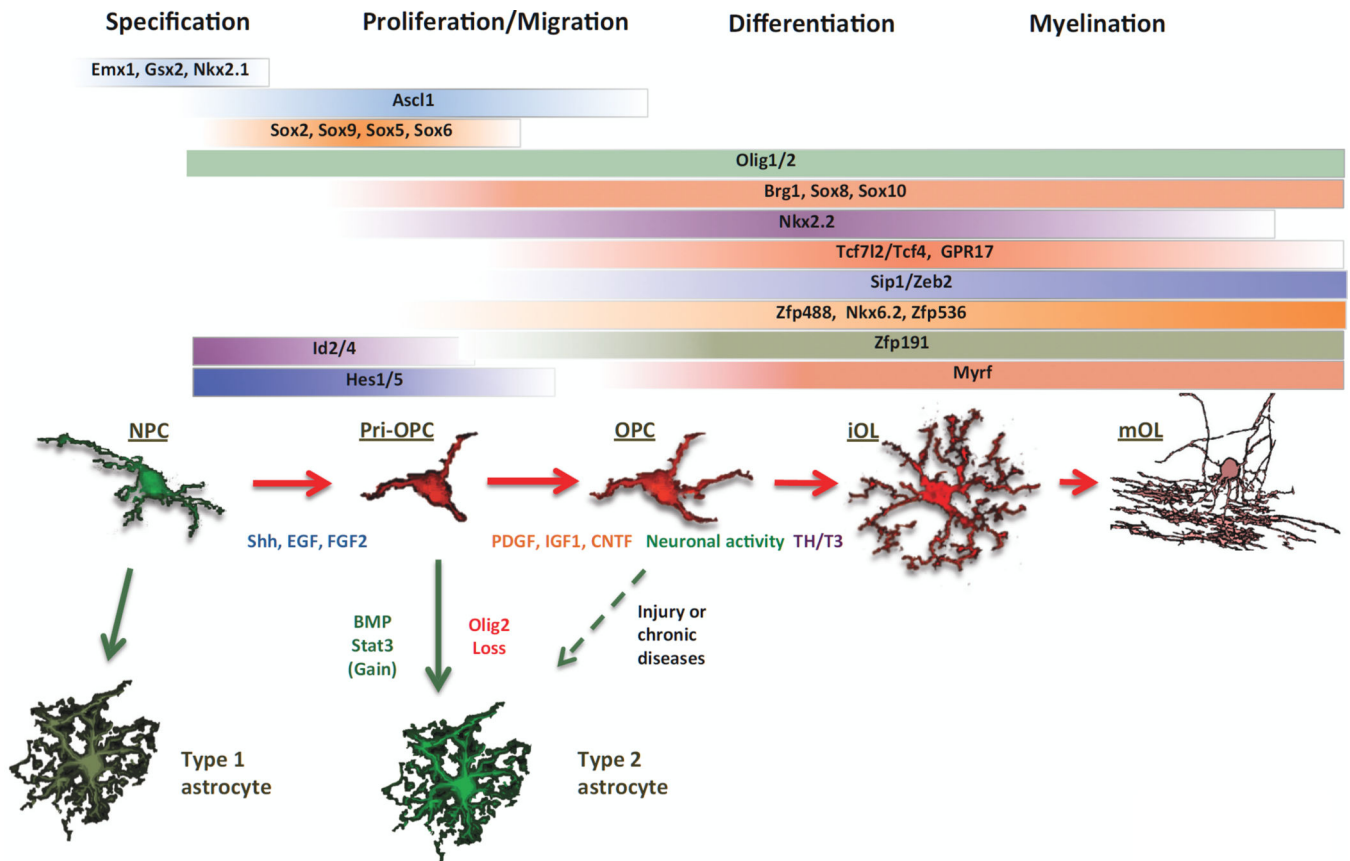 Specification Proliferation/Migration Differentiation Myelination
Emx1, Gsx2, Nkx2.1
Ascl1
Sox2, Sox9, Sox5, Sox6
Olig1/2
Brg1, Sox8, Sox10
Nkx2.2
Tcf7l2/Tcf4, GPR17
Sip1/Zeb2
Zfp488, Nkx6.2, Zfp536
Zfp191
Id2/4
Myrf
Hes1/5
NPC Pri-OPC OPC iOL mOL
Shh, EGF, FGF2 PDGF, IGF1, CNTF Neuronal activity TH/T3
BMP
Stat3
(Gain)
Olig2
Loss
Injury or
chronic
diseases
Type 1
astrocyte
Type 2
astrocyte